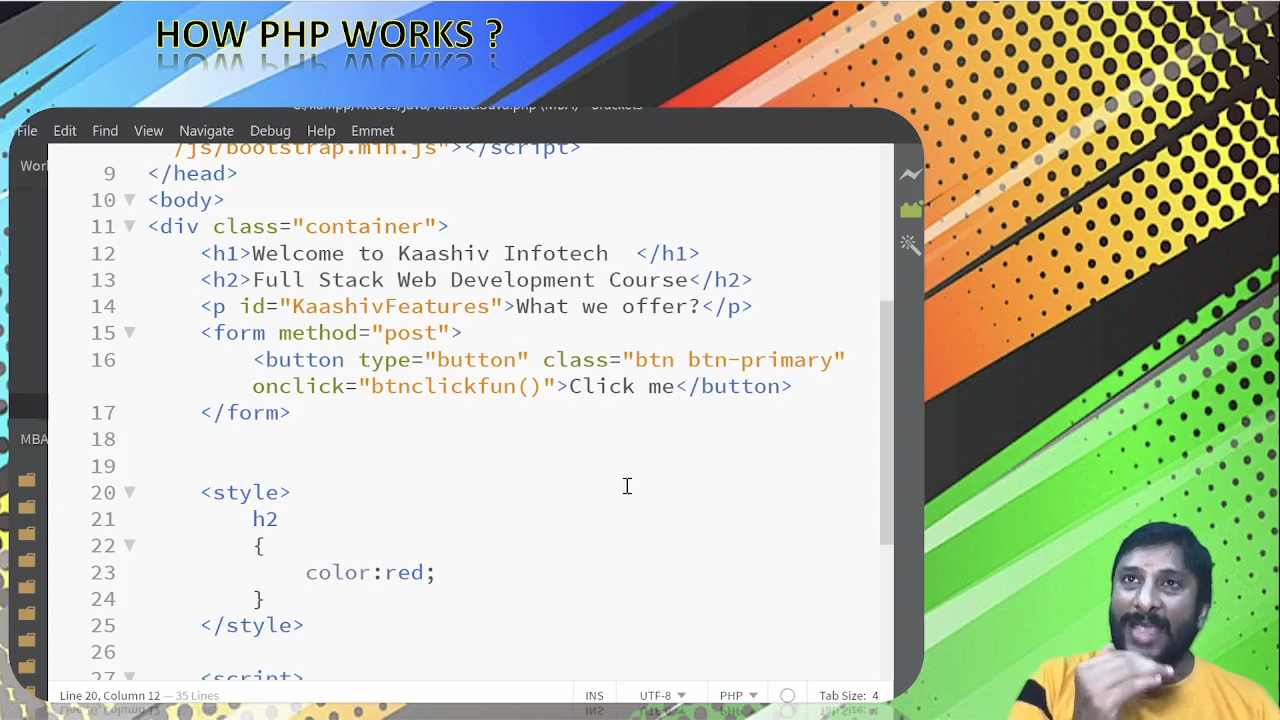 HOW PHP WORKS ?
File Edit Find View Navigate Debug Help Emmet
/js/bootstrap.min.js"></script>
9 </head>
10 <body>
11 <div class="container">
12 <h1>Welcome to Kaashiv Infotech </h1>
13 <h2>Full Stack Web Development Course</h2>
14 <p id="KaashivFeatures">What we offer?</p>
15 <form method="post">
16 <button type="button" class="btn btn-primary"
onclick="btnclickfun()">Click me</button>
17 </form>
18
19
20 <style>
21 h2
22 {
23 color:red;
24 }
25 </style>
26
27 <script>
MBA
Line 20, Column 12 — 35 Lines
INS UTF-8 PHP Tab Size: 4